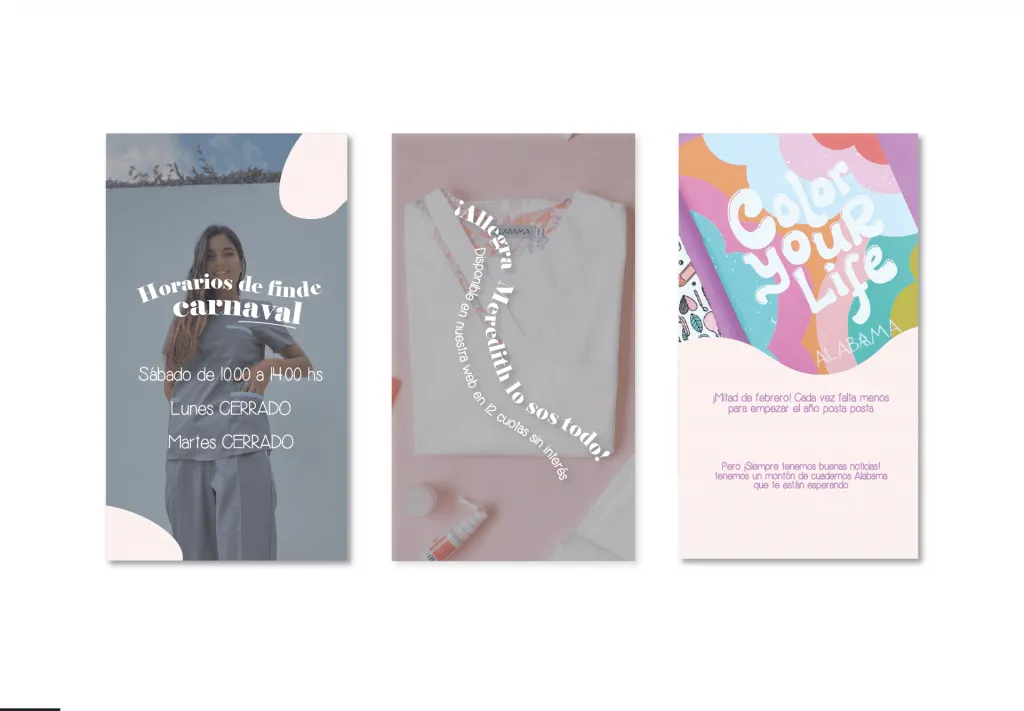 Horarios de finde
carnaval
Sábado de 10.00 a 14.00 hs
Lunes CERRADO
Martes CERRADO
¡Allegra Meredith lo sos todo!
Disponible en nuestra web en 12 cuotas sin interés
ALABAMA
Color
your
Life
ALABAMA
¡Mitad de febrero! Cada vez falta menos
para empezar el año posta posta
Pero ¡Siempre tenemos buenas noticias!
tenemos un montón de cuadernos Alabama
que te están esperando